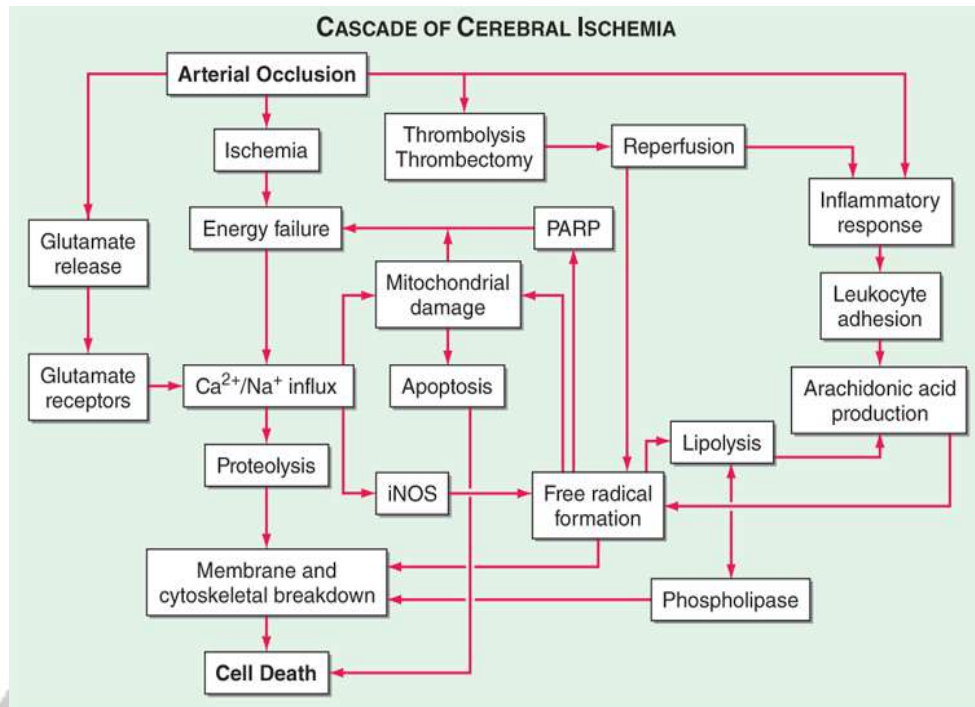 CASCADE OF CEREBRAL ISCHEMIA
Arterial Occlusion
Ischemia
Thrombolysis
Thrombectomy
Reperfusion
Inflammatory
response
Glutamate
release
Energy failure
PARP
Mitochondrial
damage
Leukocyte
adhesion
Glutamate
receptors
Ca²⁺/Na⁺ influx
Apoptosis
Arachidonic acid
production
Proteolysis
Lipolysis
iNOS
Free radical
formation
Membrane and
cytoskeletal breakdown
Phospholipase
Cell Death